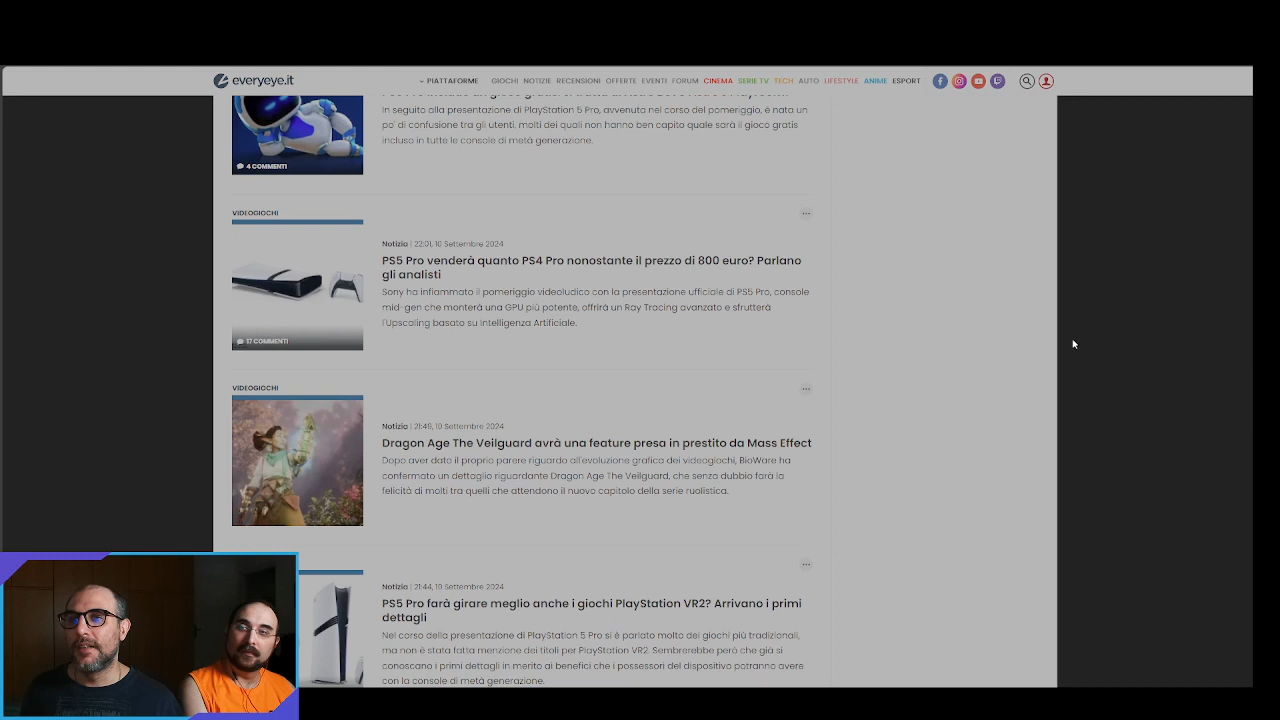 everyeye.it
PIATTAFORME GIOCHI NOTIZIE RECENSIONI OFFERTE EVENTI FORUM CINEMA SERIE TV TECH AUTO LIFESTYLE ANIME ESPORT
In seguito alla presentazione di PlayStation 5 Pro, avvenuta nel corso del pomeriggio, è nata un
po' di confusione tra gli utenti, molti dei quali non hanno ben capito quale sarà il gioco gratis
incluso in tutte le console di metà generazione.
4 COMMENTI
VIDEOGIOCHI
Notizia | 22:01, 10 Settembre 2024
PS5 Pro venderà quanto PS4 Pro nonostante il prezzo di 800 euro? Parlano
gli analisti
Sony ha infiammato il pomeriggio videoludico con la presentazione ufficiale di PS5 Pro, console
mid-gen che monterà una GPU più potente, offrirà un Ray Tracing avanzato e sfrutterà
l'Upscaling basato su Intelligenza Artificiale.
17 COMMENTI
VIDEOGIOCHI
Notizia | 21:49, 10 Settembre 2024
Dragon Age The Veilguard avrà una feature presa in prestito da Mass Effect
Dopo aver dato il proprio parere riguardo all'evoluzione grafica dei videogiochi, BioWare ha
confermato un dettaglio riguardante Dragon Age The Veilguard, che senza dubbio farà la
felicità di molti tra quelli che attendono il nuovo capitolo della serie ruolistica.
Notizia | 21:44, 10 Settembre 2024
PS5 Pro farà girare meglio anche i giochi PlayStation VR2? Arrivano i primi
dettagli
Nel corso della presentazione di PlayStation 5 Pro si è parlato molto dei giochi più tradizionali,
ma non è stata fatta menzione dei titoli per PlayStation VR2. Sembrerebbe però che già si
conoscano i primi dettagli in merito ai benefici che i possessori del dispositivo potranno avere
con la console di metà generazione.